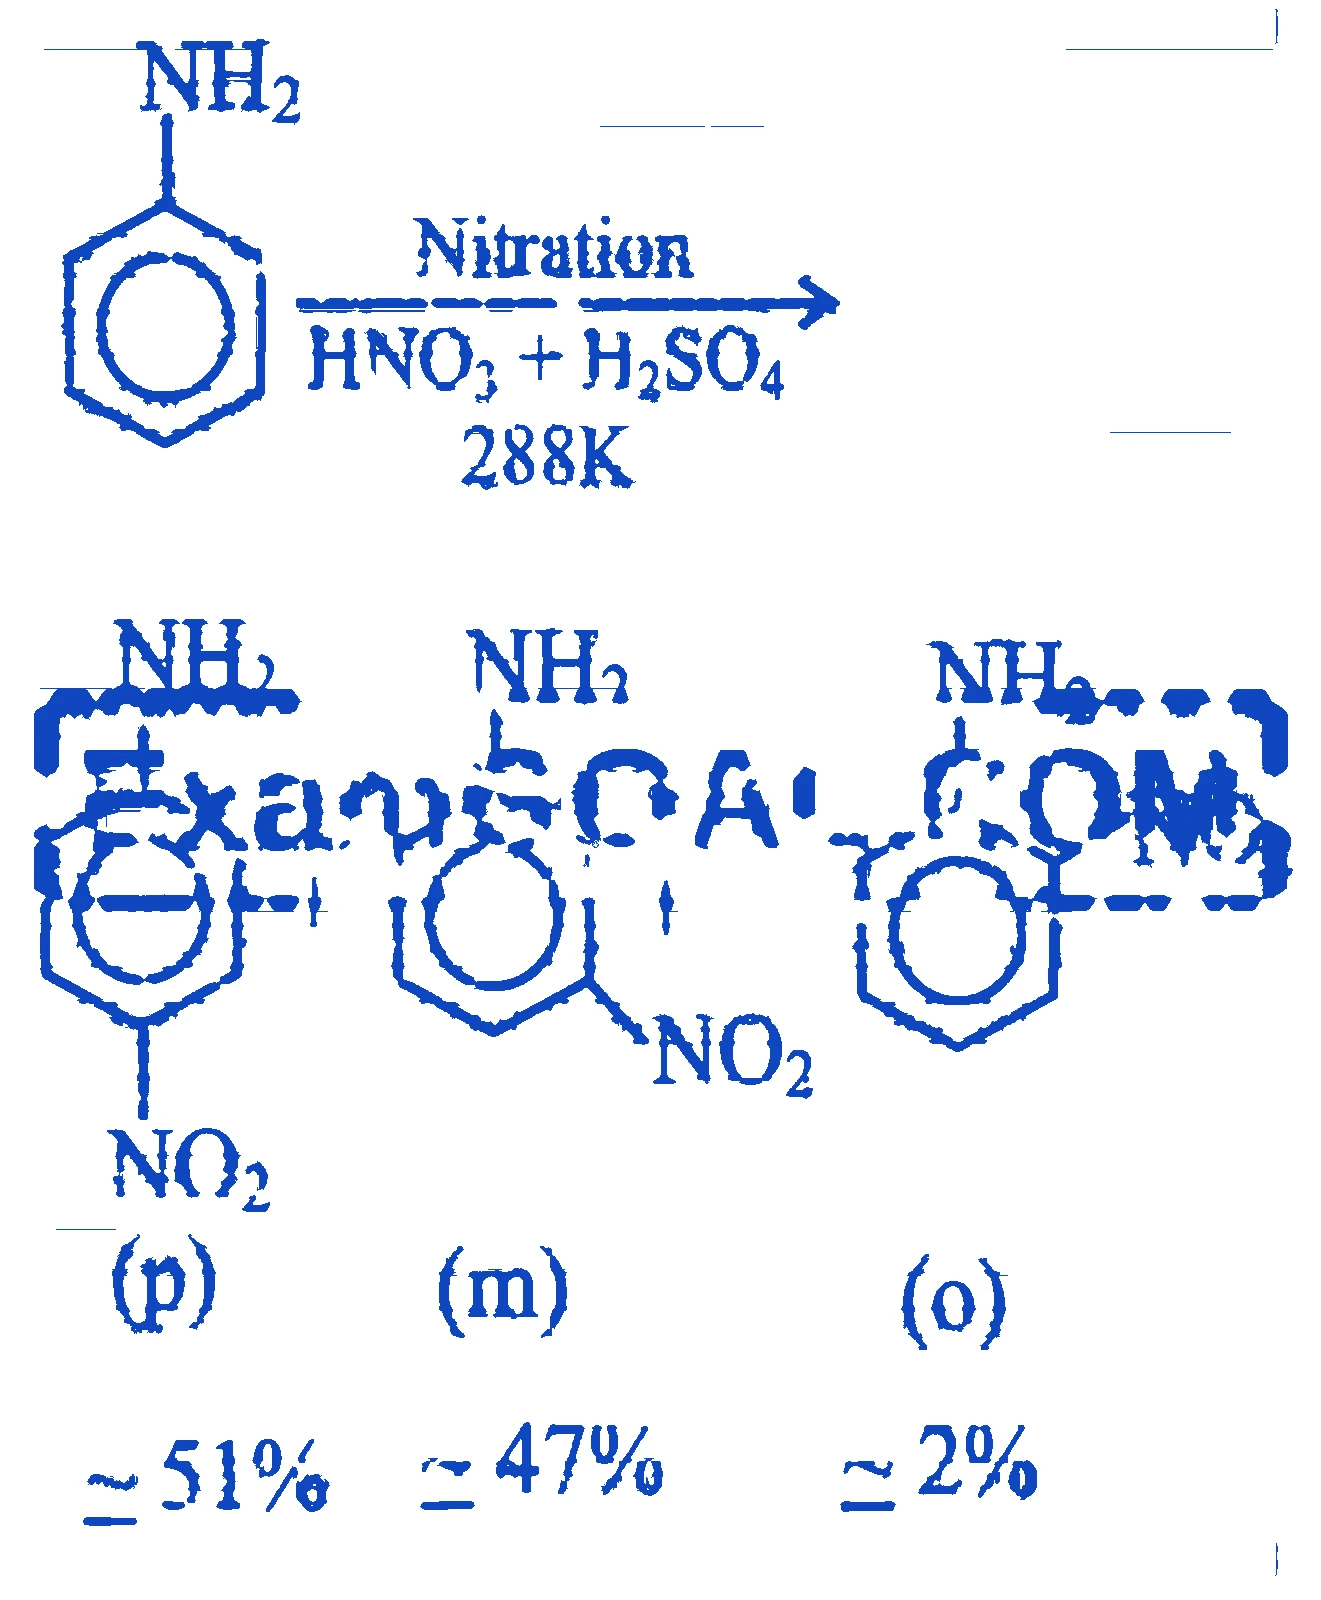 NH2
Nitration
HNO3 + H2SO4
288K
NH2 NH2 NH2
+ +
NO2
NO2
(p) (m) (o)
≃ 51% ≃ 47% ≃ 2%